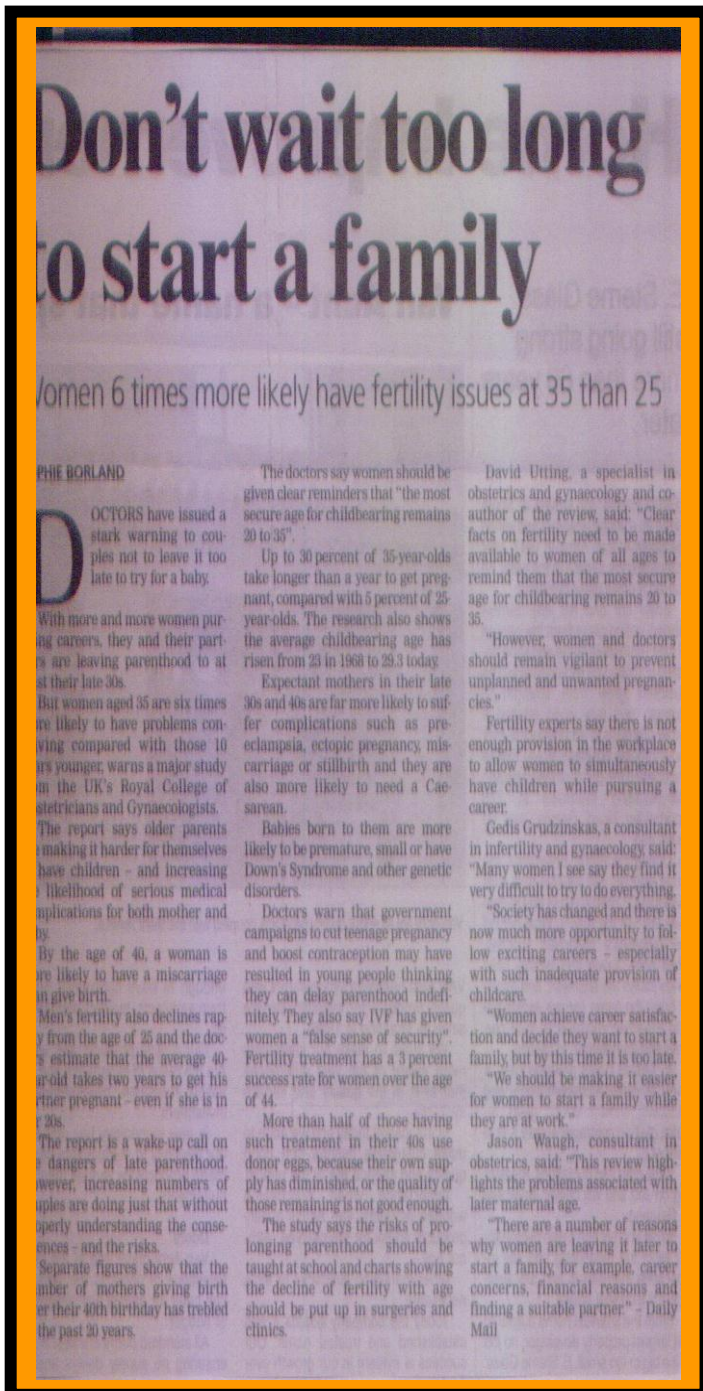 Don't wait too long
to start a family
Women 6 times more likely have fertility issues at 35 than 25
PHIE BORLAND
DOCTORS have issued a
stark warning to cou-
ples not to leave it too
late to try for a baby.
With more and more women pur-
ng careers, they and their part-
rs are leaving parenthood to at
st their late 30s.
But women aged 35 are six times
re likely to have problems con-
ving compared with those 10
rs younger, warns a major study
m the UK's Royal College of
stetricians and Gynaecologists.
The report says older parents
making it harder for themselves
have children – and increasing
likelihood of serious medical
mplications for both mother and
by.
By the age of 40, a woman is
re likely to have a miscarriage
n give birth.
Men's fertility also declines rap-
y from the age of 25 and the doc-
s estimate that the average 40-
ar-old takes two years to get his
rtner pregnant – even if she is in
r 20s.
The report is a wake-up call on
e dangers of late parenthood.
wever, increasing numbers of
uples are doing just that without
operly understanding the conse-
ences – and the risks.
Separate figures show that the
mber of mothers giving birth
er their 40th birthday has trebled
the past 20 years.
The doctors say women should be
given clear reminders that "the most
secure age for childbearing remains
20 to 35".
Up to 30 percent of 35-year-olds
take longer than a year to get preg-
nant, compared with 5 percent of 25-
year-olds. The research also shows
the average childbearing age has
risen from 23 in 1968 to 29.3 today.
Expectant mothers in their late
30s and 40s are far more likely to suf-
fer complications such as pre-
eclampsia, ectopic pregnancy, mis-
carriage or stillbirth and they are
also more likely to need a Cae-
sarean.
Babies born to them are more
likely to be premature, small or have
Down's Syndrome and other genetic
disorders.
Doctors warn that government
campaigns to cut teenage pregnancy
and boost contraception may have
resulted in young people thinking
they can delay parenthood indefi-
nitely. They also say IVF has given
women a "false sense of security".
Fertility treatment has a 3 percent
success rate for women over the age
of 44.
More than half of those having
such treatment in their 40s use
donor eggs, because their own sup-
ply has diminished, or the quality of
those remaining is not good enough.
The study says the risks of pro-
longing parenthood should be
taught at school and charts showing
the decline of fertility with age
should be put up in surgeries and
clinics.
David Utting, a specialist in
obstetrics and gynaecology and co-
author of the review, said: "Clear
facts on fertility need to be made
available to women of all ages to
remind them that the most secure
age for childbearing remains 20 to
35.
"However, women and doctors
should remain vigilant to prevent
unplanned and unwanted pregnan-
cies."
Fertility experts say there is not
enough provision in the workplace
to allow women to simultaneously
have children while pursuing a
career.
Gedis Grudzinskas, a consultant
in infertility and gynaecology, said:
"Many women I see say they find it
very difficult to try to do everything.
"Society has changed and there is
now much more opportunity to fol-
low exciting careers – especially
with such inadequate provision of
childcare.
"Women achieve career satisfac-
tion and decide they want to start a
family, but by this time it is too late.
"We should be making it easier
for women to start a family while
they are at work."
Jason Waugh, consultant in
obstetrics, said: "This review high-
lights the problems associated with
later maternal age.
"There are a number of reasons
why women are leaving it later to
start a family, for example, career
concerns, financial reasons and
finding a suitable partner." – Daily
Mail